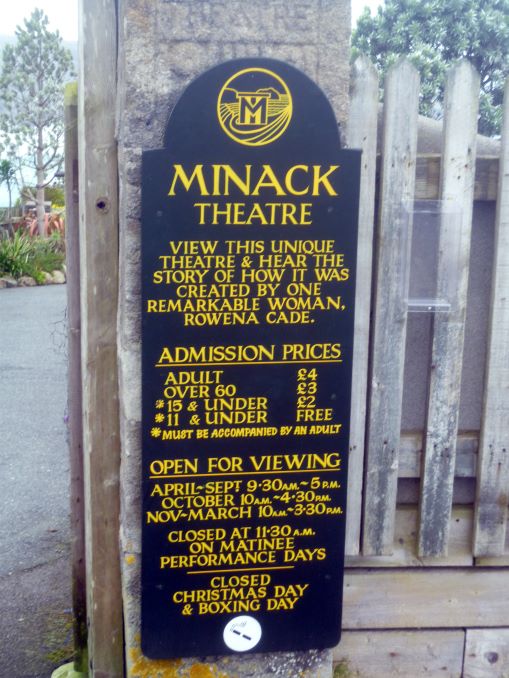 THEATRE
M
MINACK
THEATRE
VIEW THIS UNIQUE
THEATRE & HEAR THE
STORY OF HOW IT WAS
CREATED BY ONE
REMARKABLE WOMAN,
ROWENA CADE.
ADMISSION PRICES
ADULT £4
OVER 60 £3
*15 & UNDER £2
*11 & UNDER FREE
*MUST BE ACCOMPANIED BY AN ADULT
OPEN FOR VIEWING
APRIL~SEPT 9·30A.M.~5 P.M.
OCTOBER 10A.M.~4·30P.M.
NOV~MARCH 10A.M.~3·30P.M.
CLOSED AT 11·30 A.M.
ON MATINEE
PERFORMANCE DAYS
CLOSED
CHRISTMAS DAY
& BOXING DAY